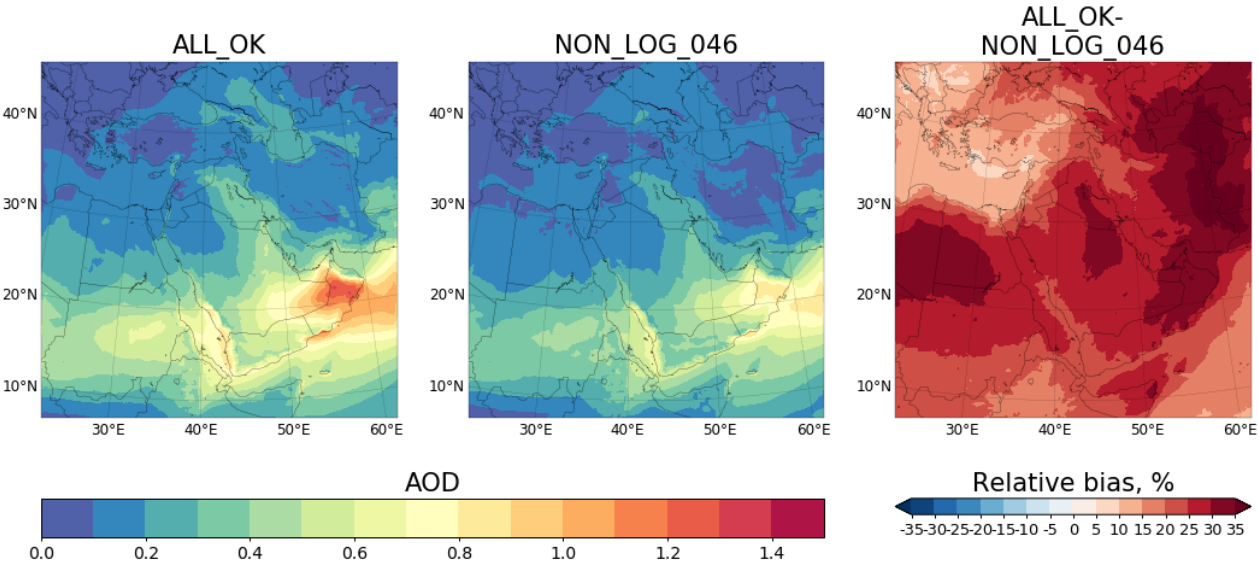 ALL_OK
NON_LOG_046
ALL_OK-
NON_LOG_046
40°N
30°N
20°N
10°N
30°E 40°E 50°E 60°E
40°N
30°N
20°N
10°N
30°E 40°E 50°E 60°E
40°N
30°N
20°N
10°N
30°E 40°E 50°E 60°E
AOD
0.0 0.2 0.4 0.6 0.8 1.0 1.2 1.4
Relative bias, %
-35-30-25-20-15-10 -5 0 5 10 15 20 25 30 35